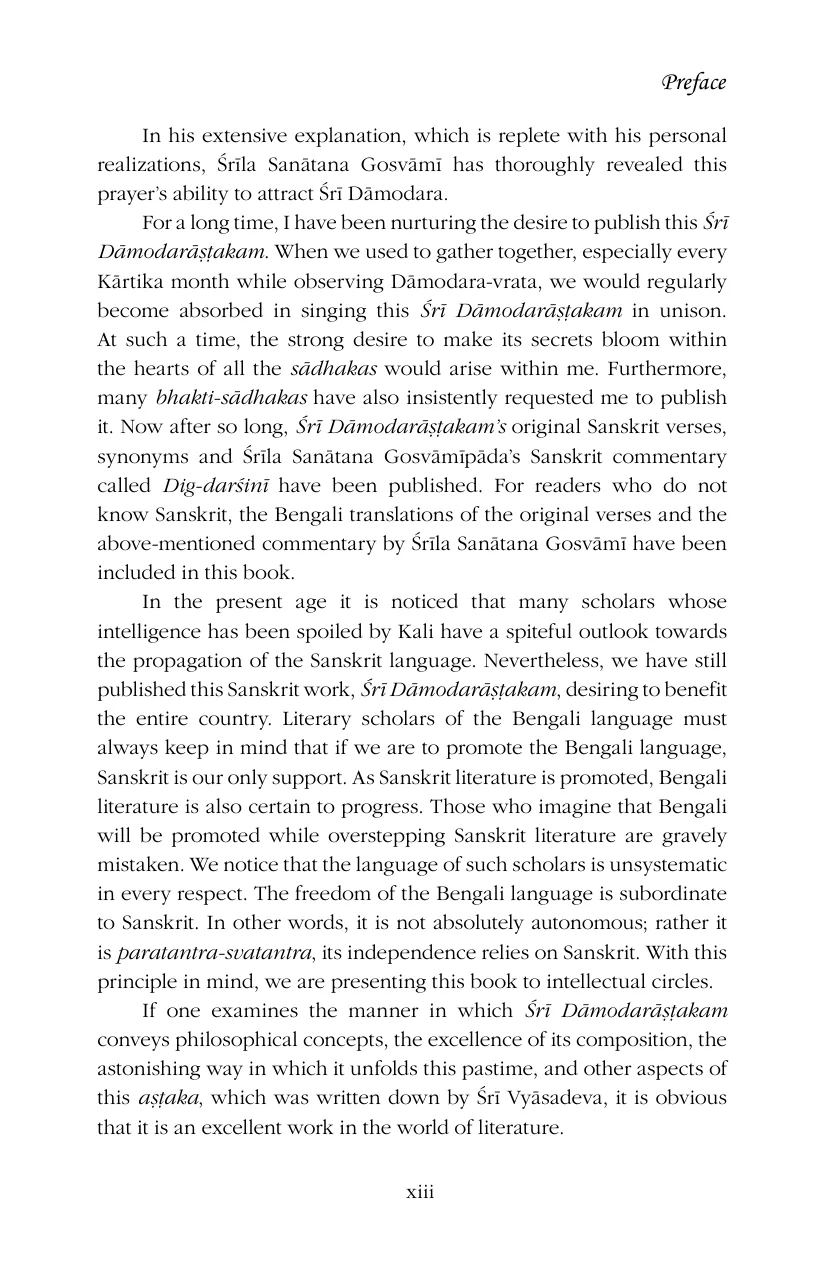 Preface
In his extensive explanation, which is replete with his personal
realizations, Śrīla Sanātana Gosvāmī has thoroughly revealed this
prayer’s ability to attract Śrī Dāmodara.
For a long time, I have been nurturing the desire to publish this Śrī
Dāmodarāṣṭakam. When we used to gather together, especially every
Kārtika month while observing Dāmodara-vrata, we would regularly
become absorbed in singing this Śrī Dāmodarāṣṭakam in unison.
At such a time, the strong desire to make its secrets bloom within
the hearts of all the sādhakas would arise within me. Furthermore,
many bhakti-sādhakas have also insistently requested me to publish
it. Now after so long, Śrī Dāmodarāṣṭakam’s original Sanskrit verses,
synonyms and Śrīla Sanātana Gosvāmīpāda’s Sanskrit commentary
called Dig-darśinī have been published. For readers who do not
know Sanskrit, the Bengali translations of the original verses and the
above-mentioned commentary by Śrīla Sanātana Gosvāmī have been
included in this book.
In the present age it is noticed that many scholars whose
intelligence has been spoiled by Kali have a spiteful outlook towards
the propagation of the Sanskrit language. Nevertheless, we have still
published this Sanskrit work, Śrī Dāmodarāṣṭakam, desiring to benefit
the entire country. Literary scholars of the Bengali language must
always keep in mind that if we are to promote the Bengali language,
Sanskrit is our only support. As Sanskrit literature is promoted, Bengali
literature is also certain to progress. Those who imagine that Bengali
will be promoted while overstepping Sanskrit literature are gravely
mistaken. We notice that the language of such scholars is unsystematic
in every respect. The freedom of the Bengali language is subordinate
to Sanskrit. In other words, it is not absolutely autonomous; rather it
is paratantra-svatantra, its independence relies on Sanskrit. With this
principle in mind, we are presenting this book to intellectual circles.
If one examines the manner in which Śrī Dāmodarāṣṭakam
conveys philosophical concepts, the excellence of its composition, the
astonishing way in which it unfolds this pastime, and other aspects of
this aṣṭaka, which was written down by Śrī Vyāsadeva, it is obvious
that it is an excellent work in the world of literature.
xiii